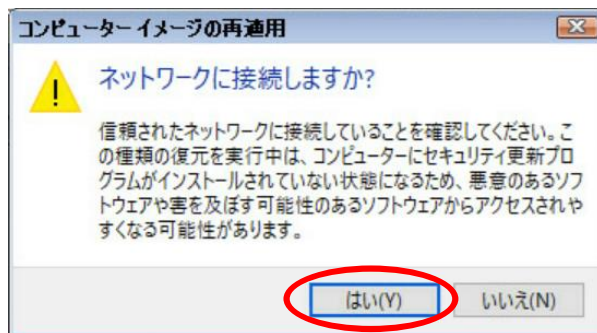 コンピューター イメージの再適用
ネットワークに接続しますか?
信頼されたネットワークに接続していることを確認してください。こ
の種類の復元を実行中は、コンピューターにセキュリティ更新プロ
グラムがインストールされていない状態になるため、悪意のあるソフ
トウェアや害を及ぼす可能性のあるソフトウェアからアクセスされや
すくなる可能性があります。
はい(Y) いいえ(N)